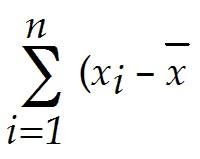 n
∑ (xᵢ – x̅
i=1